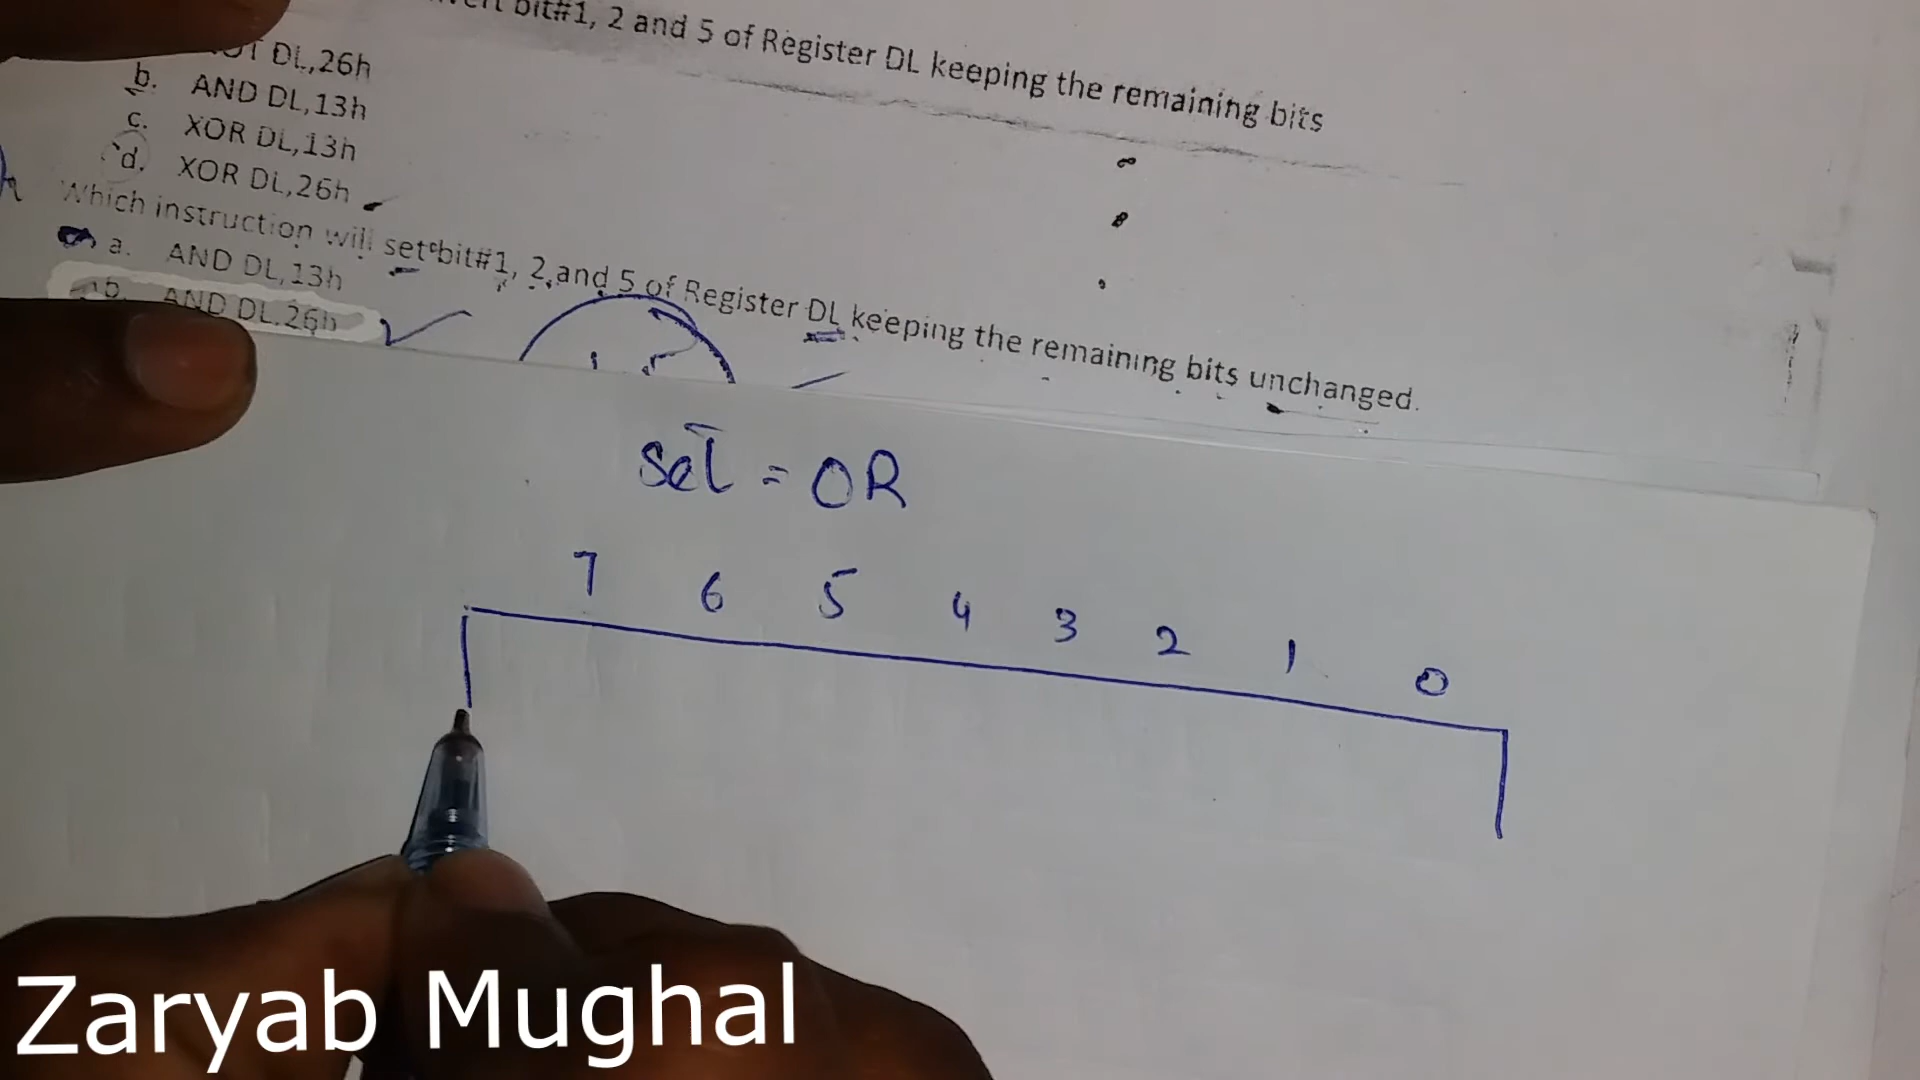 bit#1, 2 and 5 of Register DL keeping the remaining bits
DL,26h
b. AND DL,13h
c. XOR DL,13h
d. XOR DL,26h
Which instruction will set bit#1, 2 and 5 of Register DL keeping the remaining bits unchanged.
a. AND DL,13h
b. AND DL.26h
set = OR
7 6 5 4 3 2 1 0
Zaryab Mughal